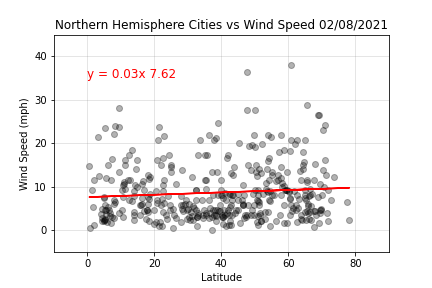 Northern Hemisphere Cities vs Wind Speed 02/08/2021
y = 0.03x 7.62
40
30
20
10
0
Wind Speed (mph)
0 20 40 60 80
Latitude